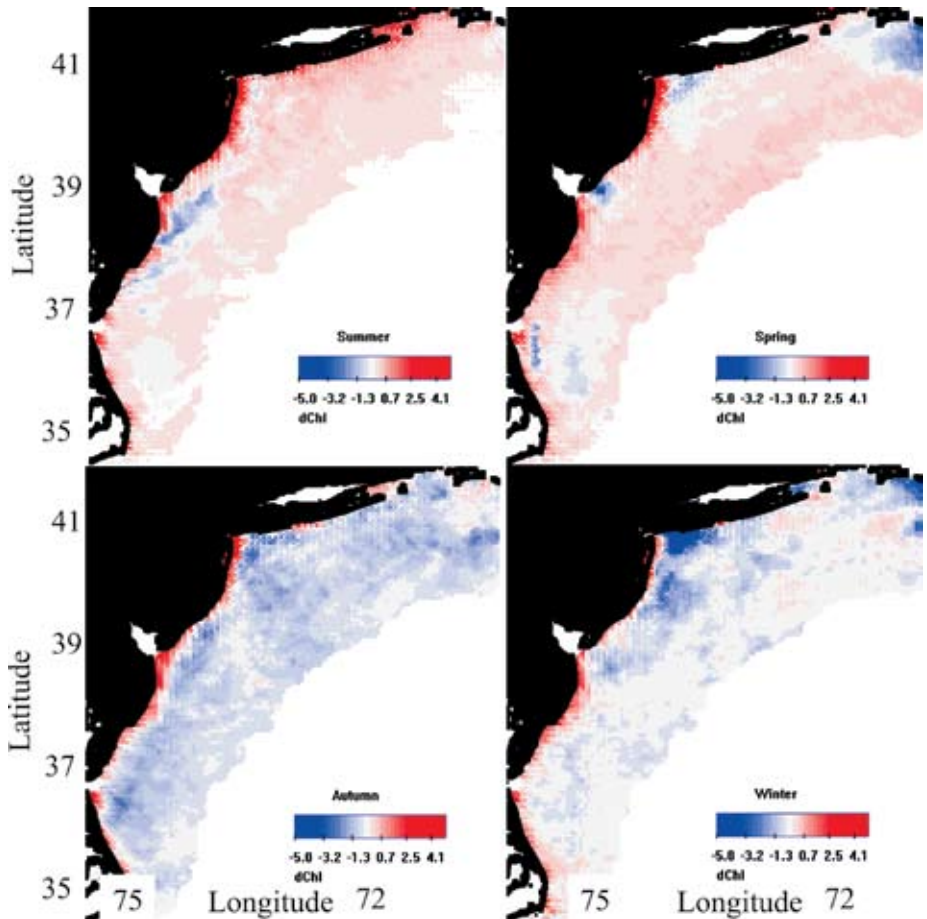 41
39
37
35
Latitude
Summer
-5.0 -3.2 -1.3 0.7 2.5 4.1
dChl
Spring
-5.0 -3.2 -1.3 0.7 2.5 4.1
dChl
41
39
37
35
Latitude
Autumn
-5.0 -3.2 -1.3 0.7 2.5 4.1
dChl
Winter
-5.0 -3.2 -1.3 0.7 2.5 4.1
dChl
75 Longitude 72
75 Longitude 72